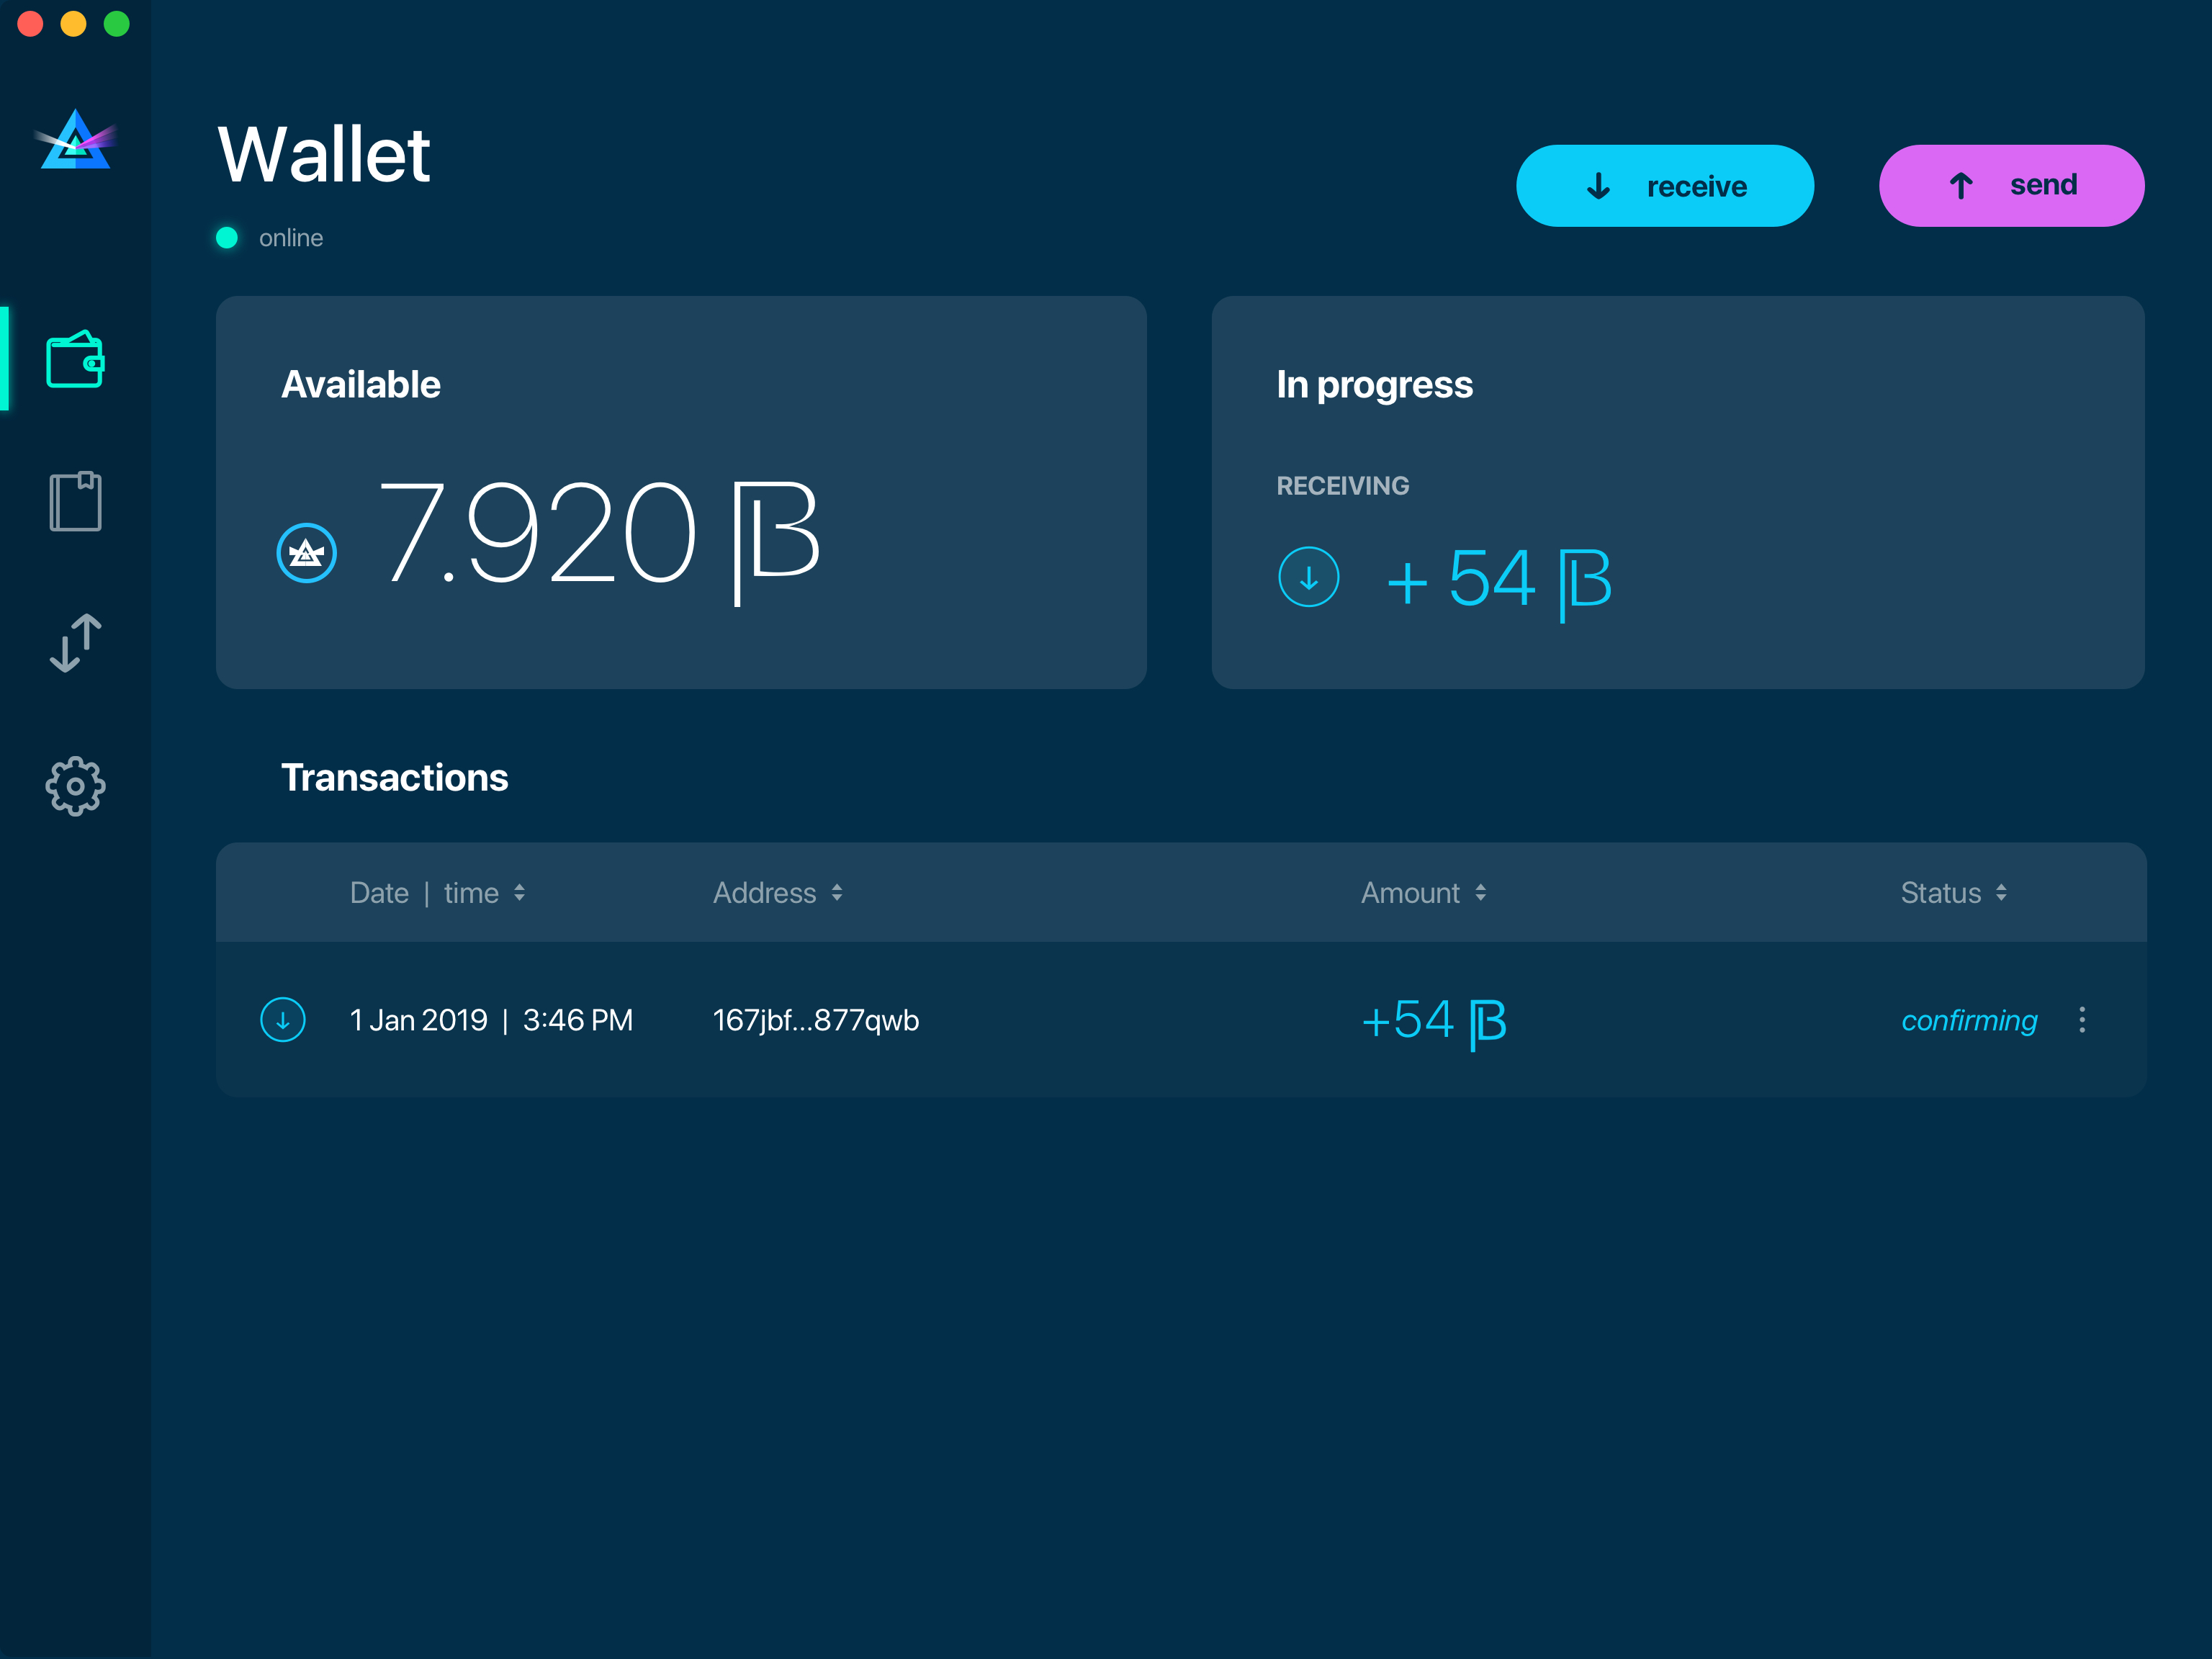 Wallet
online
receive
send
Available
7.920
In progress
RECEIVING
+ 54
Transactions
Date | time
Address
Amount
Status
1 Jan 2019 | 3:46 PM
167jbf...877qwb
+54
confirming